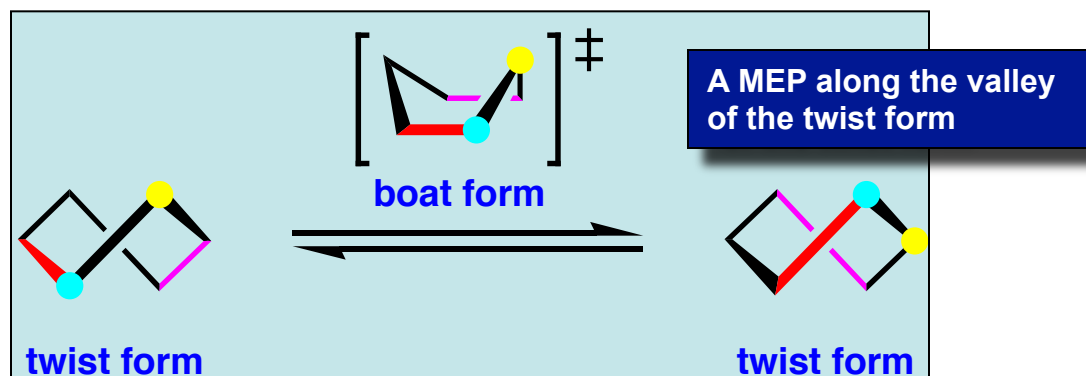 ‡
A MEP along the valley
of the twist form
boat form
twist form
twist form